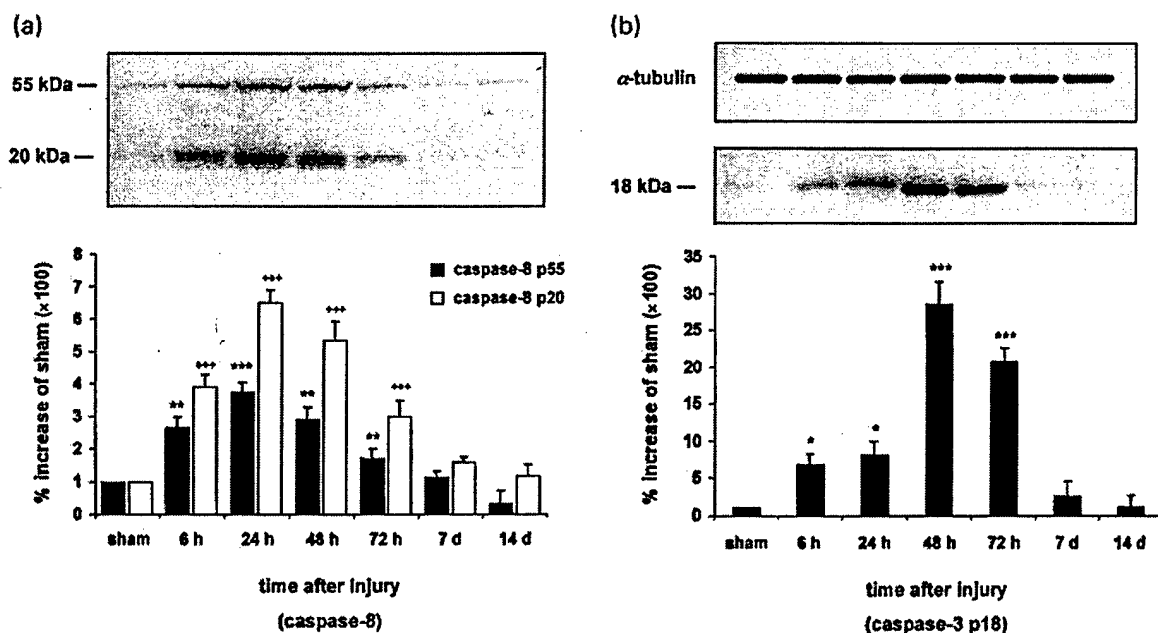 (a)
55 kDa
20 kDa
8
7
6
5
4
3
2
1
0
% increase of sham (×100)
caspase-8 p55
caspase-8 p20
** +++
*** +++
** +++
** +++
sham 6 h 24 h 48 h 72 h 7 d 14 d
time after injury
(caspase-8)
(b)
α-tubulin
18 kDa
35
30
25
20
15
10
5
0
% increase of sham (×100)
* * *** ***
sham 6 h 24 h 48 h 72 h 7 d 14 d
time after injury
(caspase-3 p18)